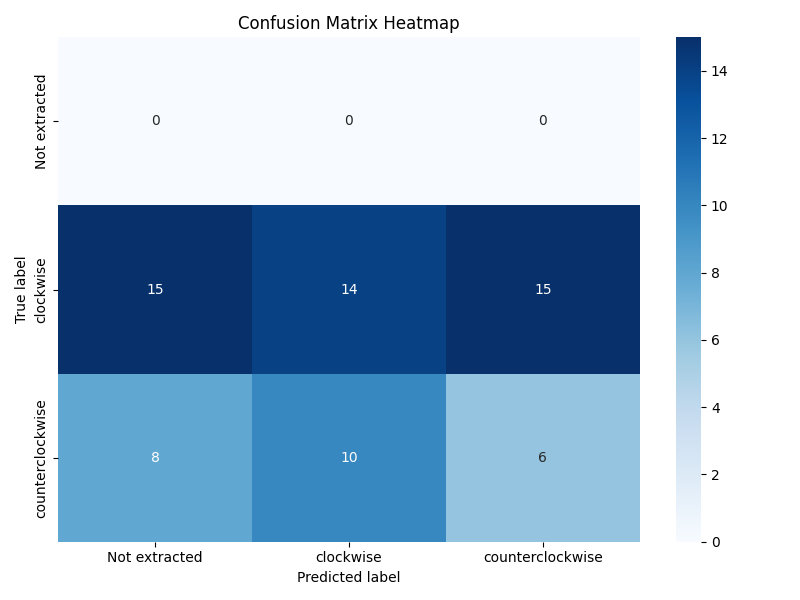 Confusion Matrix Heatmap
True label
Not extracted
0 0 0
clockwise
15 14 15
counterclockwise
8 10 6
Not extracted clockwise counterclockwise
Predicted label
14
12
10
8
6
4
2
0